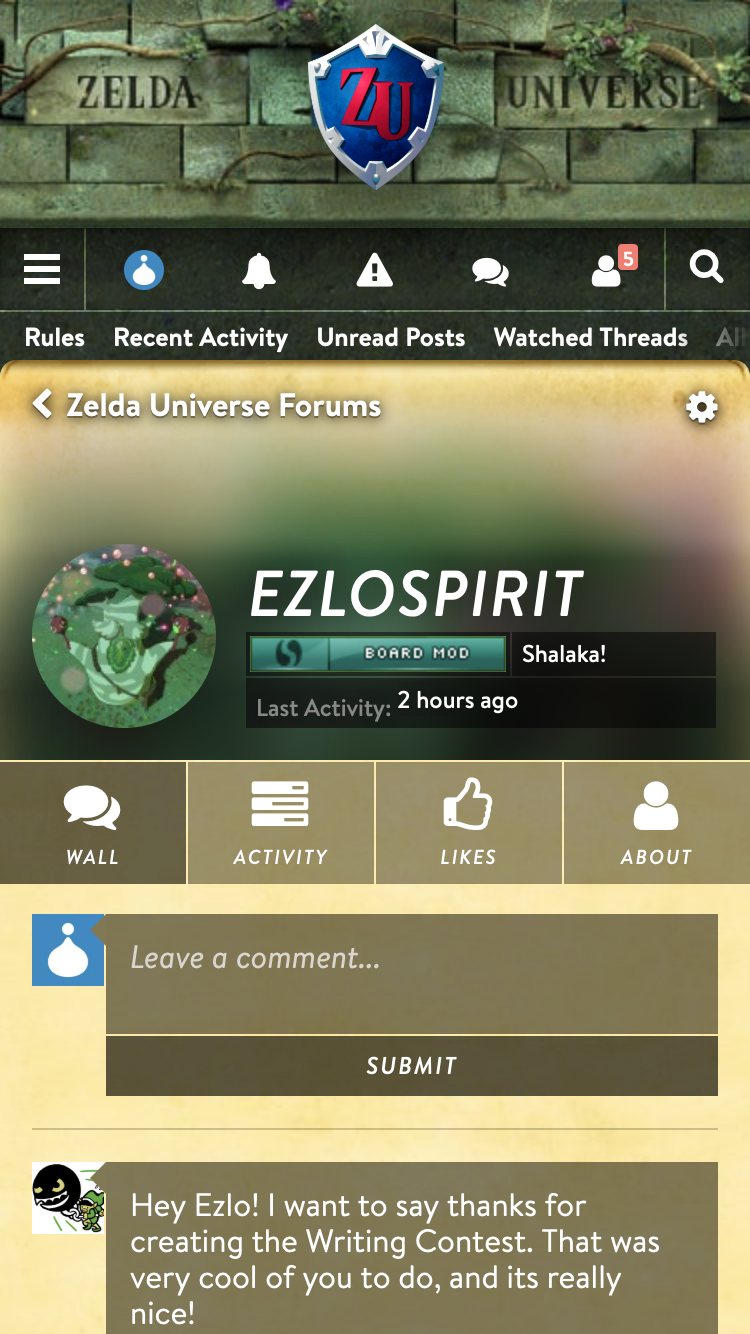 ZELDA
ZU
UNIVERSE
5
Rules
Recent Activity
Unread Posts
Watched Threads
All
Zelda Universe Forums
EZLOSPIRIT
BOARD MOD
Shalaka!
Last Activity: 2 hours ago
WALL
ACTIVITY
LIKES
ABOUT
Leave a comment...
SUBMIT
Hey Ezlo! I want to say thanks for
creating the Writing Contest. That was
very cool of you to do, and its really
nice!